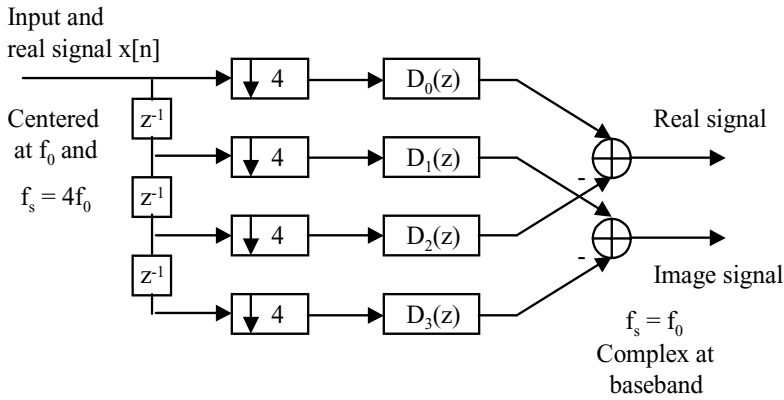 Input and
real signal x[n]
4
D₀(z)
Centered
at f₀ and
fₛ = 4f₀
z⁻¹
4
D₁(z)
Real signal
-
z⁻¹
4
D₂(z)
-
Image signal
z⁻¹
4
D₃(z)
fₛ = f₀
Complex at
baseband